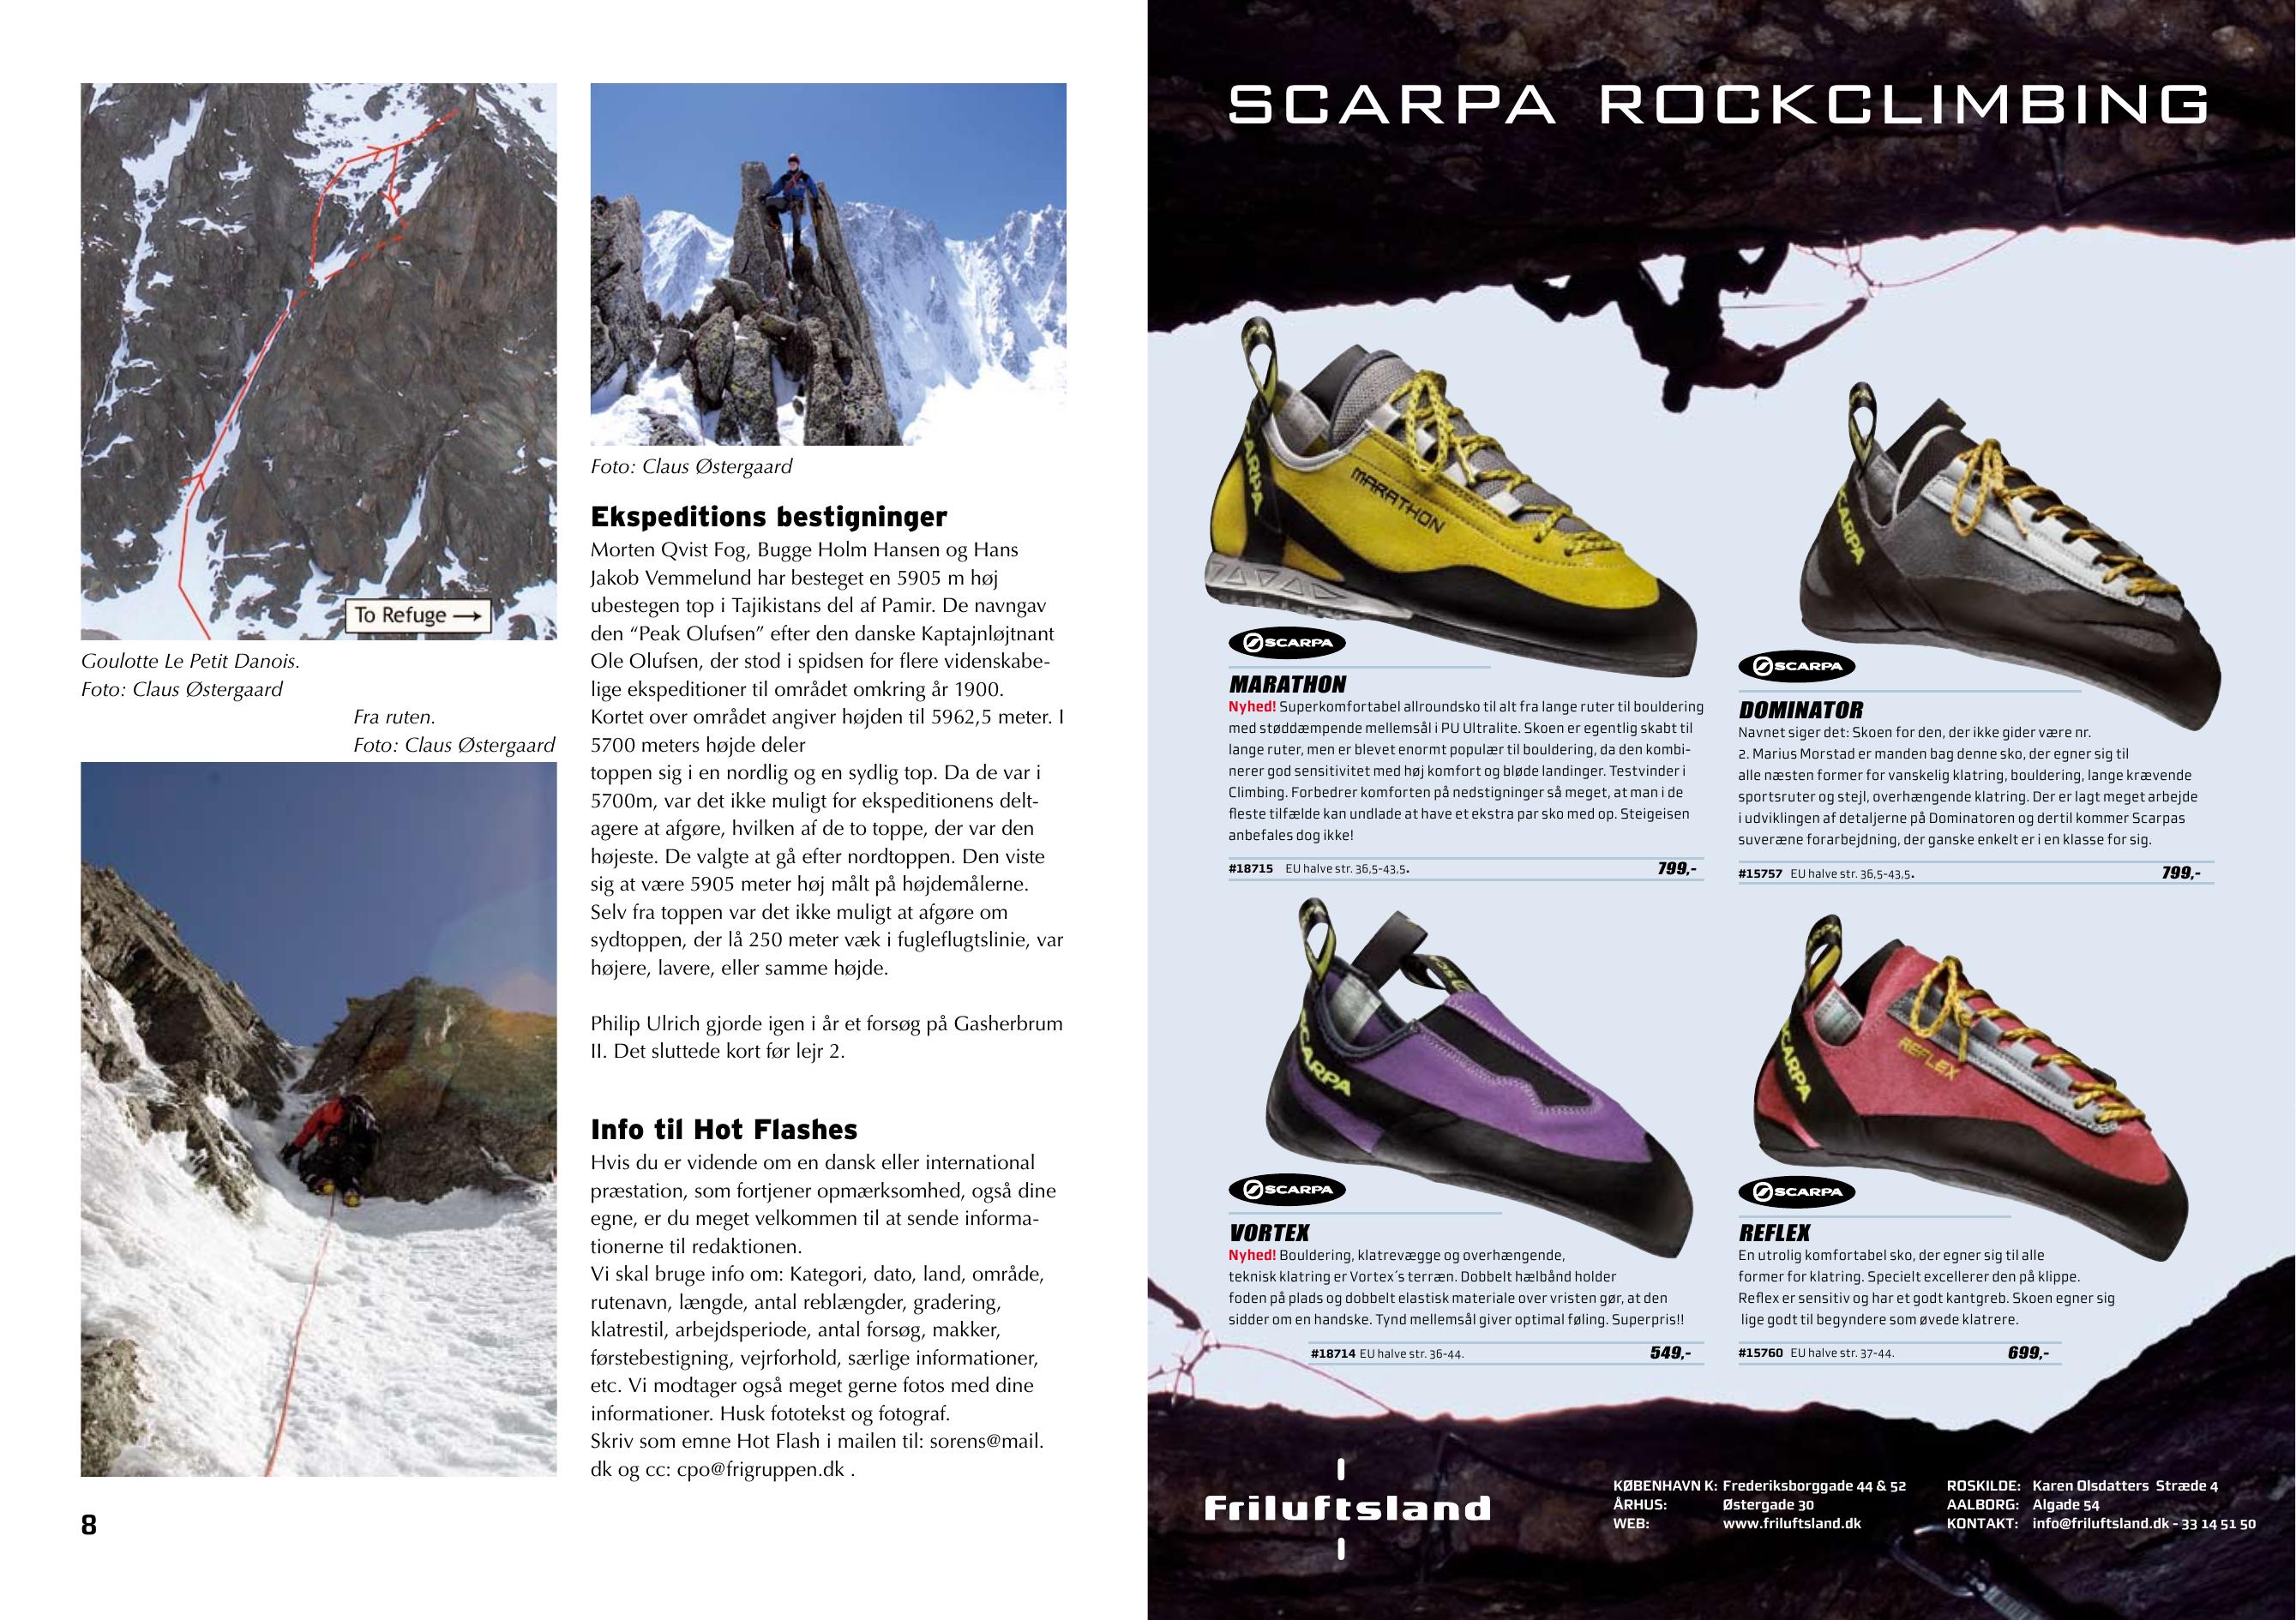 To Refuge →
Goulotte Le Petit Danois.
Foto: Claus Østergaard
Fra ruten.
Foto: Claus Østergaard
8
Foto: Claus Østergaard
Ekspeditions bestigninger
Morten Qvist Fog, Bugge Holm Hansen og Hans
Jakob Vemmelund har besteget en 5905 m høj
ubestegen top i Tajikistans del af Pamir. De navngav
den “Peak Olufsen” efter den danske Kaptajnløjtnant
Ole Olufsen, der stod i spidsen for flere videnskabe-
lige ekspeditioner til området omkring år 1900.
Kortet over området angiver højden til 5962,5 meter. I
5700 meters højde deler
toppen sig i en nordlig og en sydlig top. Da de var i
5700m, var det ikke muligt for ekspeditionens delt-
agere at afgøre, hvilken af de to toppe, der var den
højeste. De valgte at gå efter nordtoppen. Den viste
sig at være 5905 meter høj målt på højdemålerne.
Selv fra toppen var det ikke muligt at afgøre om
sydtoppen, der lå 250 meter væk i fugleflugtslinie, var
højere, lavere, eller samme højde.
Philip Ulrich gjorde igen i år et forsøg på Gasherbrum
II. Det sluttede kort før lejr 2.
Info til Hot Flashes
Hvis du er vidende om en dansk eller international
præstation, som fortjener opmærksomhed, også dine
egne, er du meget velkommen til at sende informa-
tionerne til redaktionen.
Vi skal bruge info om: Kategori, dato, land, område,
rutenavn, længde, antal reblængder, gradering,
klatrestil, arbejdsperiode, antal forsøg, makker,
førstebestigning, vejrforhold, særlige informationer,
etc. Vi modtager også meget gerne fotos med dine
informationer. Husk fototekst og fotograf.
Skriv som emne Hot Flash i mailen til: sorens@mail.
dk og cc: cpo@frigruppen.dk .
SCARPA ROCKCLIMBING
SCARPA
MARATHON
SCARPA
MARATHON
Nyhed! Superkomfortabel allroundsko til alt fra lange ruter til bouldering
med støddæmpende mellemsål i PU Ultralite. Skoen er egentlig skabt til
lange ruter, men er blevet enormt populær til bouldering, da den kombi-
nerer god sensitivitet med høj komfort og bløde landinger. Testvinder i
Climbing. Forbedrer komforten på nedstigninger så meget, at man i de
fleste tilfælde kan undlade at have et ekstra par sko med op. Steigeisen
anbefales dog ikke!
#18715 EU halve str. 36,5-43,5. 799,-
SCARPA
SCARPA
DOMINATOR
Navnet siger det: Skoen for den, der ikke gider være nr.
2. Marius Morstad er manden bag denne sko, der egner sig til
alle næsten former for vanskelig klatring, bouldering, lange krævende
sportsruter og stejl, overhængende klatring. Der er lagt meget arbejde
i udviklingen af detaljerne på Dominatoren og dertil kommer Scarpas
suveræne forarbejdning, der ganske enkelt er i en klasse for sig.
#15757 EU halve str. 36,5-43,5. 799,-
SCARPA
SCARPA
VORTEX
Nyhed! Bouldering, klatrevægge og overhængende,
teknisk klatring er Vortex´s terræn. Dobbelt hælbånd holder
foden på plads og dobbelt elastisk materiale over vristen gør, at den
sidder om en handske. Tynd mellemsål giver optimal føling. Superpris!!
#18714 EU halve str. 36-44. 549,-
SCARPA
REFLEX
SCARPA
REFLEX
En utrolig komfortabel sko, der egner sig til alle
former for klatring. Specielt excellerer den på klippe.
Reflex er sensitiv og har et godt kantgreb. Skoen egner sig
lige godt til begyndere som øvede klatrere.
#15760 EU halve str. 37-44. 699,-
Friluftsland
KØBENHAVN K: Frederiksborggade 44 & 52
ÅRHUS: Østergade 30
WEB: www.friluftsland.dk
ROSKILDE: Karen Olsdatters Stræde 4
AALBORG: Algade 54
KONTAKT: info@friluftsland.dk - 33 14 51 50